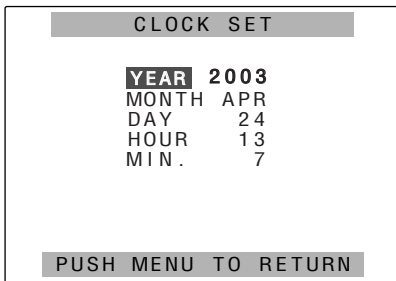 CLOCK SET
YEAR 2003
MONTH APR
DAY 24
HOUR 13
MIN. 7
PUSH MENU TO RETURN